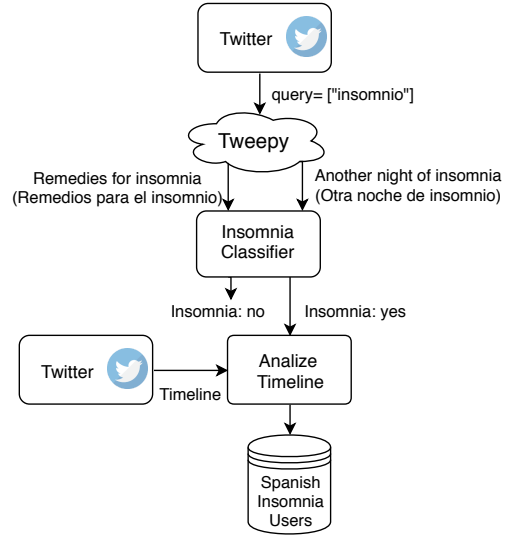 Twitter
query= ["insomnio"]
Tweepy
Remedies for insomnia
(Remedios para el insomnio)
Another night of insomnia
(Otra noche de insomnio)
Insomnia
Classifier
Insomnia: no
Insomnia: yes
Twitter
Timeline
Analize
Timeline
Spanish
Insomnia
Users